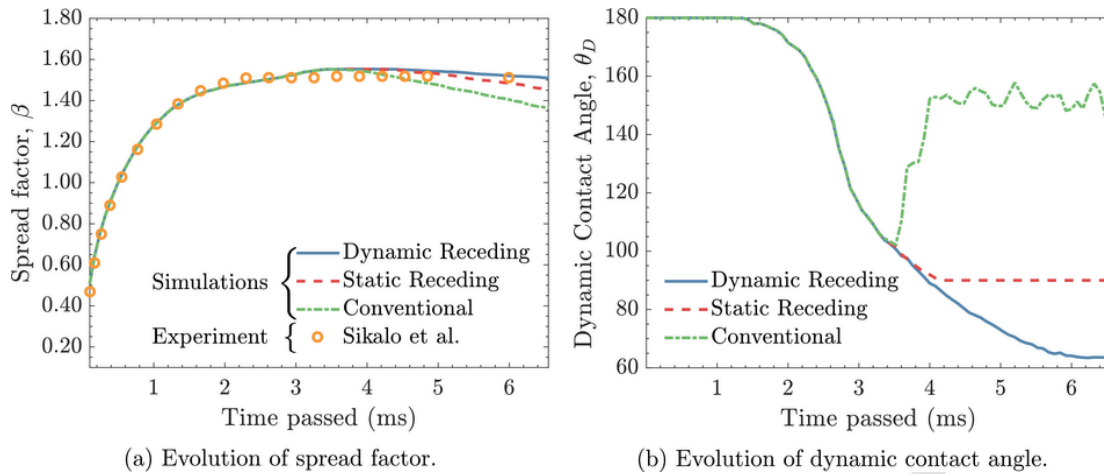 1.80
1.60
1.40
1.20
1.00
0.80
0.60
0.40
0.20
Spread factor, β
1 2 3 4 5 6
Time passed (ms)
Simulations
Dynamic Receding
Static Receding
Conventional
Experiment
Sikalo et al.
(a) Evolution of spread factor.
180
160
140
120
100
80
60
Dynamic Contact Angle, θD
1 2 3 4 5 6
Time passed (ms)
Dynamic Receding
Static Receding
Conventional
(b) Evolution of dynamic contact angle.